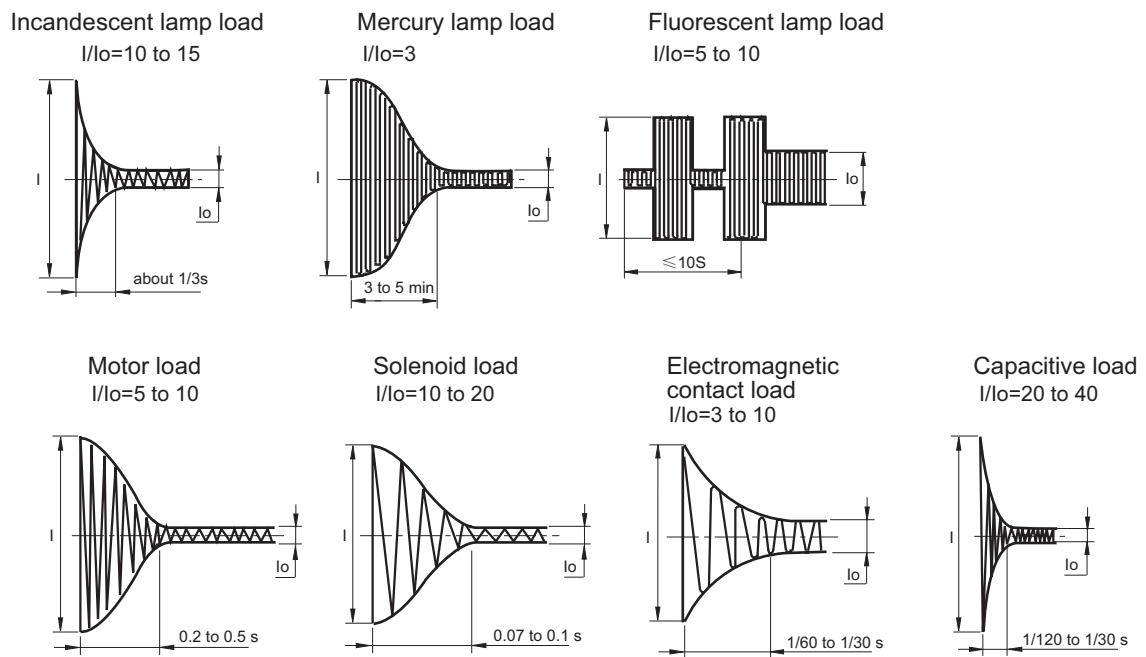 Incandescent lamp load
I/Io=10 to 15
I
Io
about 1/3s
Mercury lamp load
I/Io=3
I
Io
3 to 5 min
Fluorescent lamp load
I/Io=5 to 10
I
Io
≤10S
Motor load
I/Io=5 to 10
I
Io
0.2 to 0.5 s
Solenoid load
I/Io=10 to 20
I
Io
0.07 to 0.1 s
Electromagnetic
contact load
I/Io=3 to 10
I
Io
1/60 to 1/30 s
Capacitive load
I/Io=20 to 40
I
Io
1/120 to 1/30 s